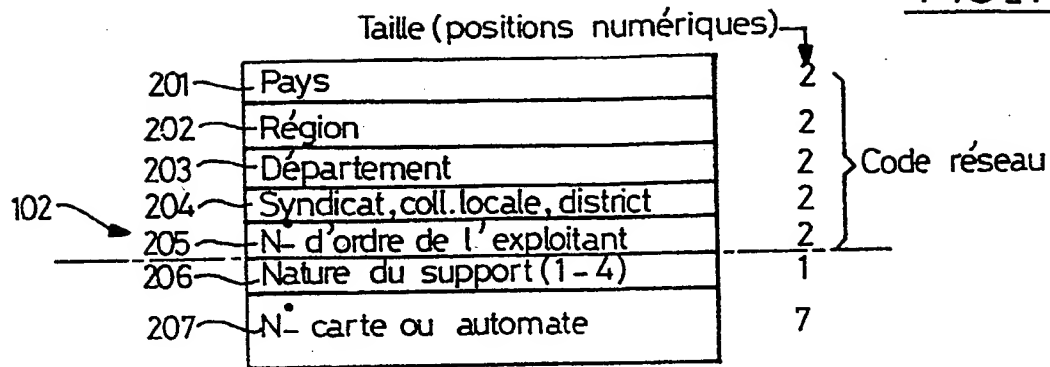 Taille (positions numériques)
201 Pays 2
202 Région 2
203 Département 2
Code réseau
204 Syndicat, coll. locale, district 2
102
205 N° d'ordre de l'exploitant 2
206 Nature du support (1-4) 1
207 N° carte ou automate 7